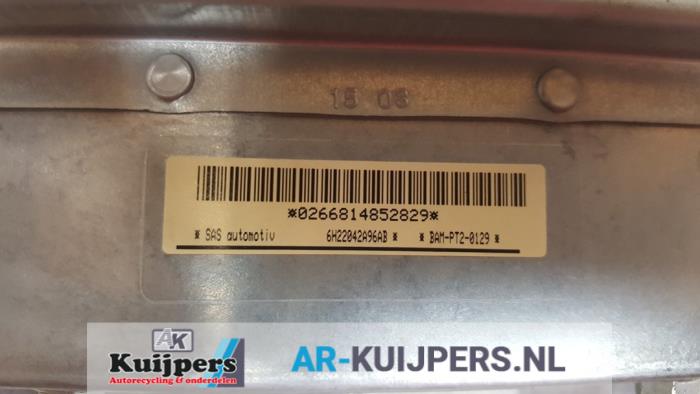 15 06
*0266814852829*
* SAS automotiv 6H22042A96AB * * BAM-PT2-0129 *
AK
Kuijpers
Autorecycling & onderdelen
AR-KUIJPERS.NL